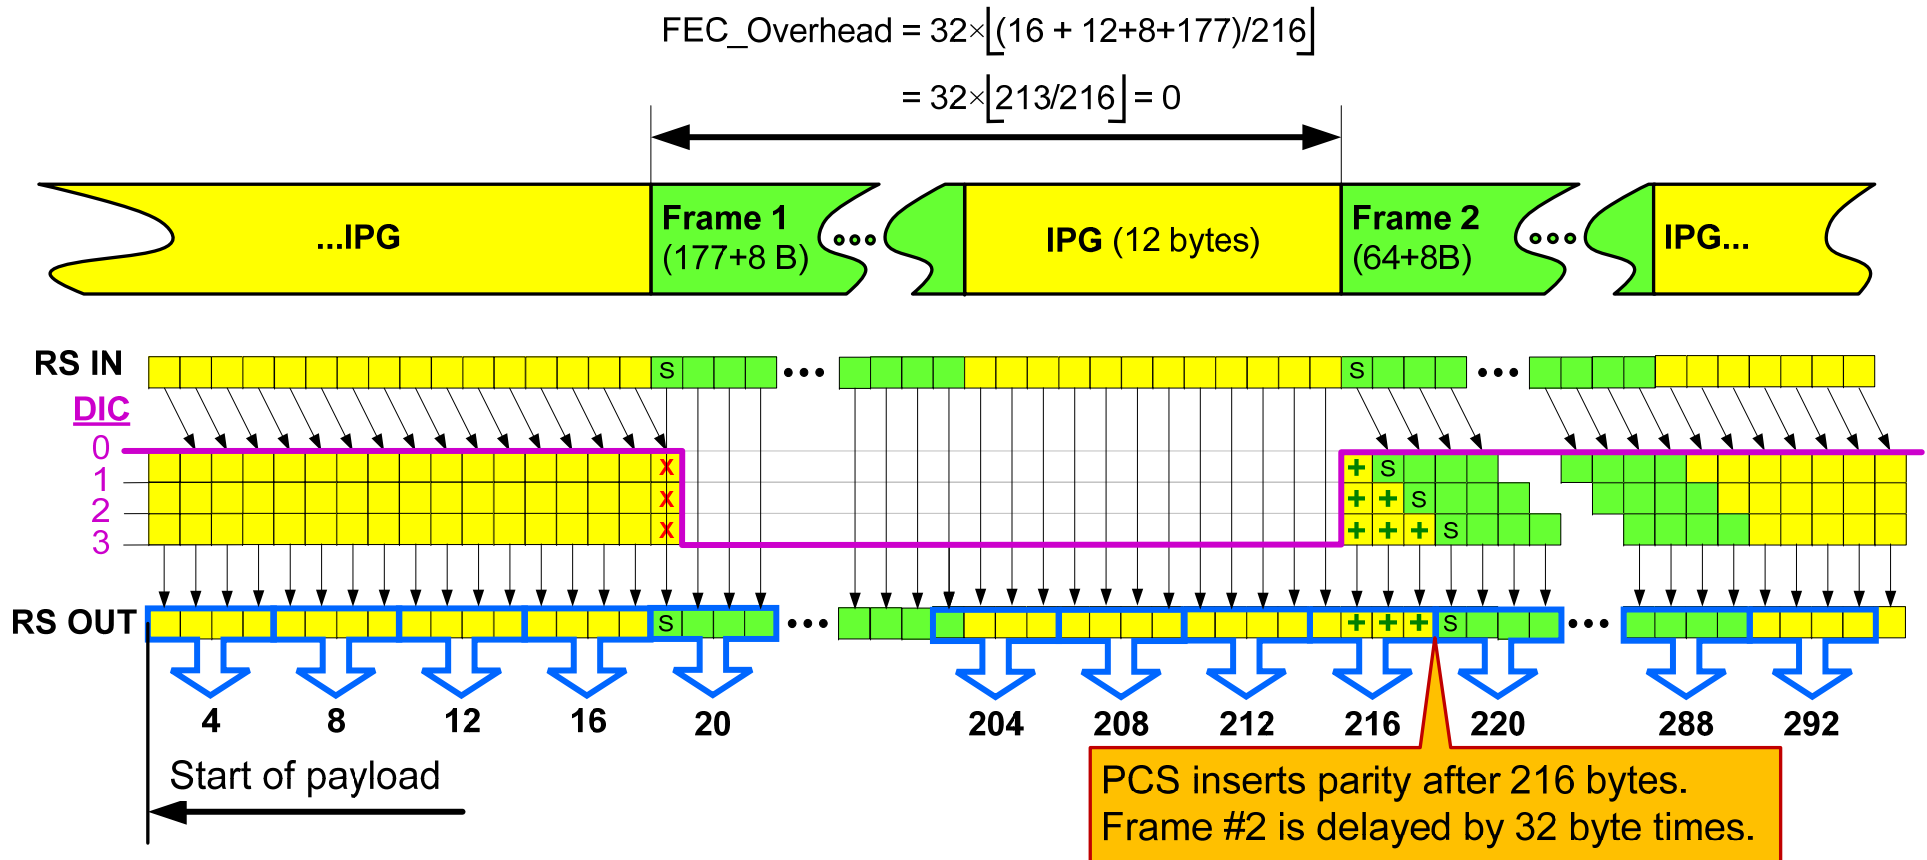 FEC_Overhead = 32×⌊(16 + 12+8+177)/216⌋
= 32×⌊213/216⌋ = 0
...IPG
Frame 1
(177+8 B)
IPG (12 bytes)
Frame 2
(64+8B)
IPG...
RS IN
S
S
DIC
0
1
2
3
X
X
X
+ S
+ + S
+ + + S
RS OUT
S
+ + + S
4 8 12 16 20 204 208 212 216 220 288 292
Start of payload
PCS inserts parity after 216 bytes.
Frame #2 is delayed by 32 byte times.